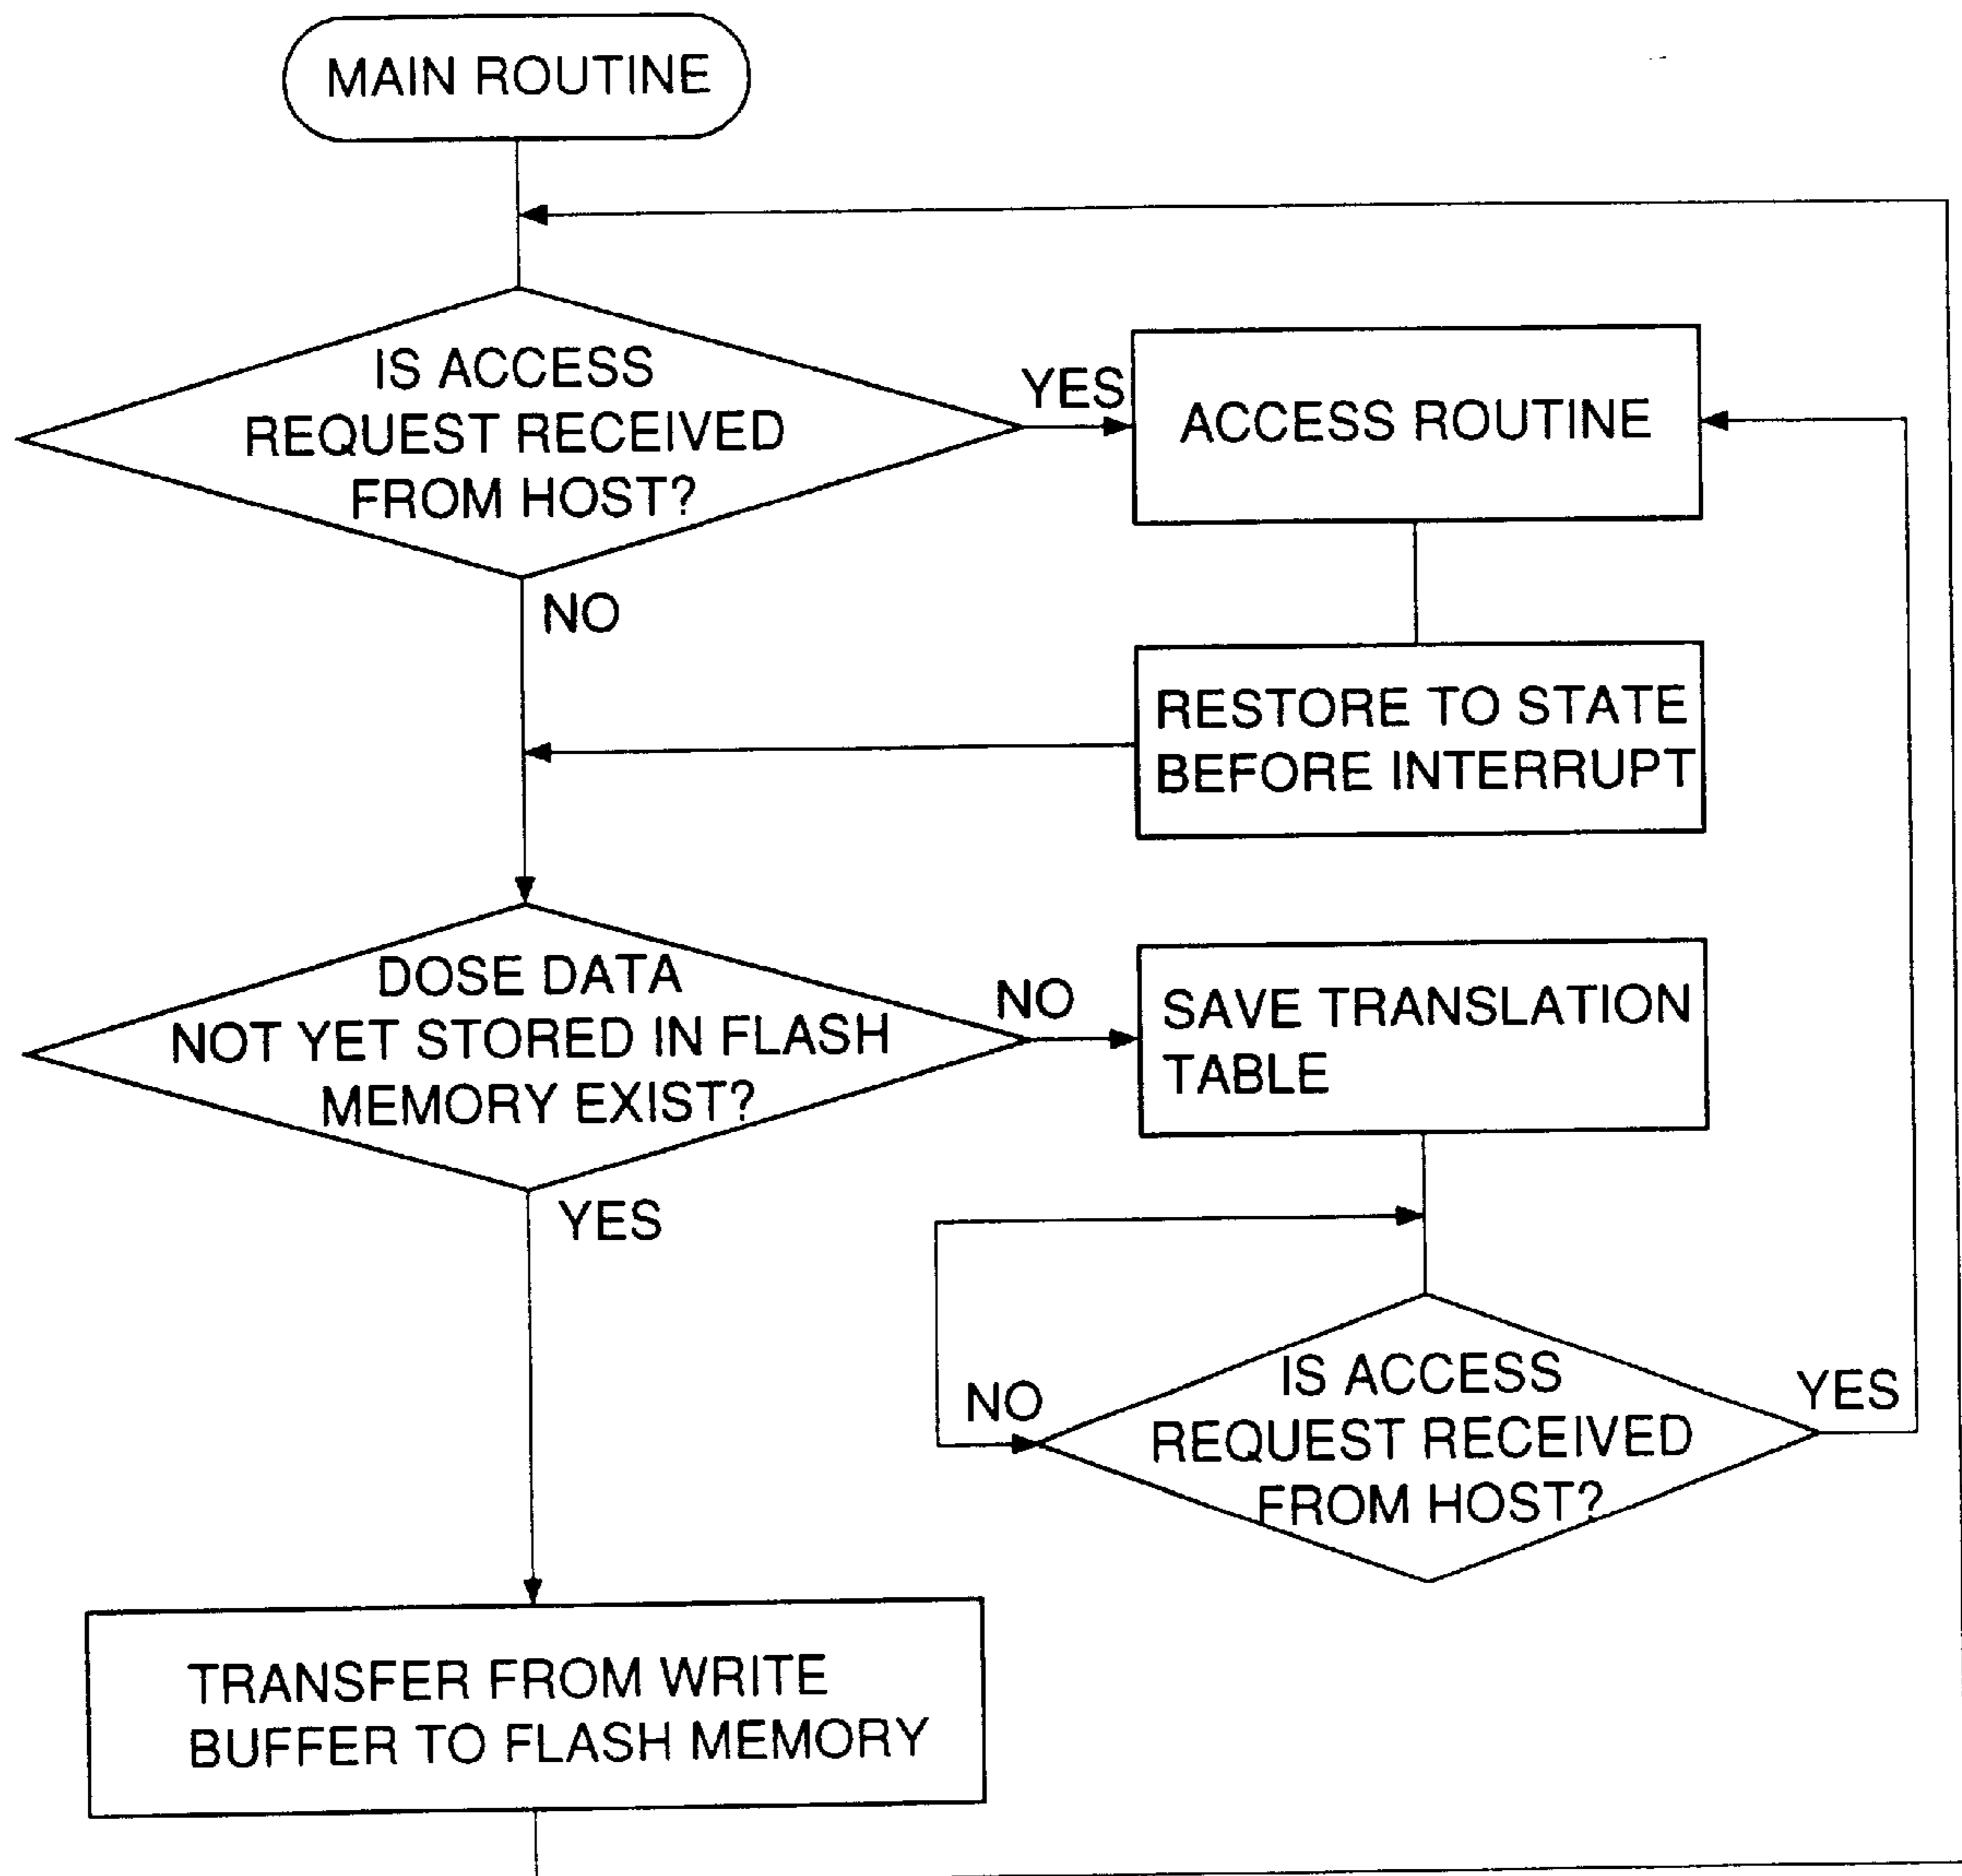 MAIN ROUTINE
IS ACCESS
REQUEST RECEIVED
FROM HOST?
YES
ACCESS ROUTINE
NO
RESTORE TO STATE
BEFORE INTERRUPT
DOSE DATA
NOT YET STORED IN FLASH
MEMORY EXIST?
NO
SAVE TRANSLATION
TABLE
YES
IS ACCESS
REQUEST RECEIVED
FROM HOST?
NO
YES
TRANSFER FROM WRITE
BUFFER TO FLASH MEMORY